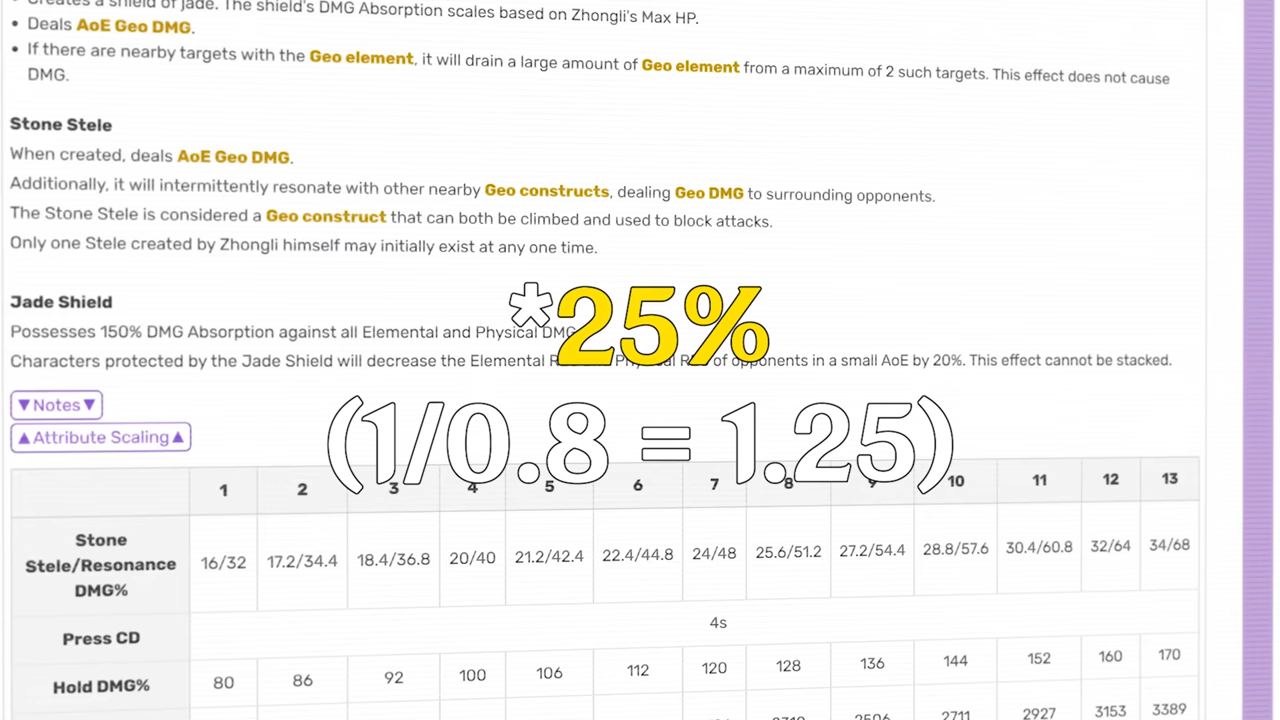 Creates a shield of jade. The shield's DMG Absorption scales based on Zhongli's Max HP.
• Deals AoE Geo DMG.
• If there are nearby targets with the Geo element, it will drain a large amount of Geo element from a maximum of 2 such targets. This effect does not cause
DMG.
Stone Stele
When created, deals AoE Geo DMG.
Additionally, it will intermittently resonate with other nearby Geo constructs, dealing Geo DMG to surrounding opponents.
The Stone Stele is considered a Geo construct that can both be climbed and used to block attacks.
Only one Stele created by Zhongli himself may initially exist at any one time.
*25%
Jade Shield
Possesses 150% DMG Absorption against all Elemental and Physical DMG
Characters protected by the Jade Shield will decrease the Elemental of opponents in a small AoE by 20%. This effect cannot be stacked.
▼Notes▼
▲Attribute Scaling▲
(1/0.8 = 1.25)
1 2 3 4 5 6 7 8 9 10 11 12 13
Stone
Stele/Resonance
DMG%
16/32 17.2/34.4 18.4/36.8 20/40 21.2/42.4 22.4/44.8 24/48 25.6/51.2 27.2/54.4 28.8/57.6 30.4/60.8 32/64 34/68
Press CD 4s
Hold DMG% 80 86 92 100 106 112 120 128 136 144 152 160 170
2711 2927 3153 3389